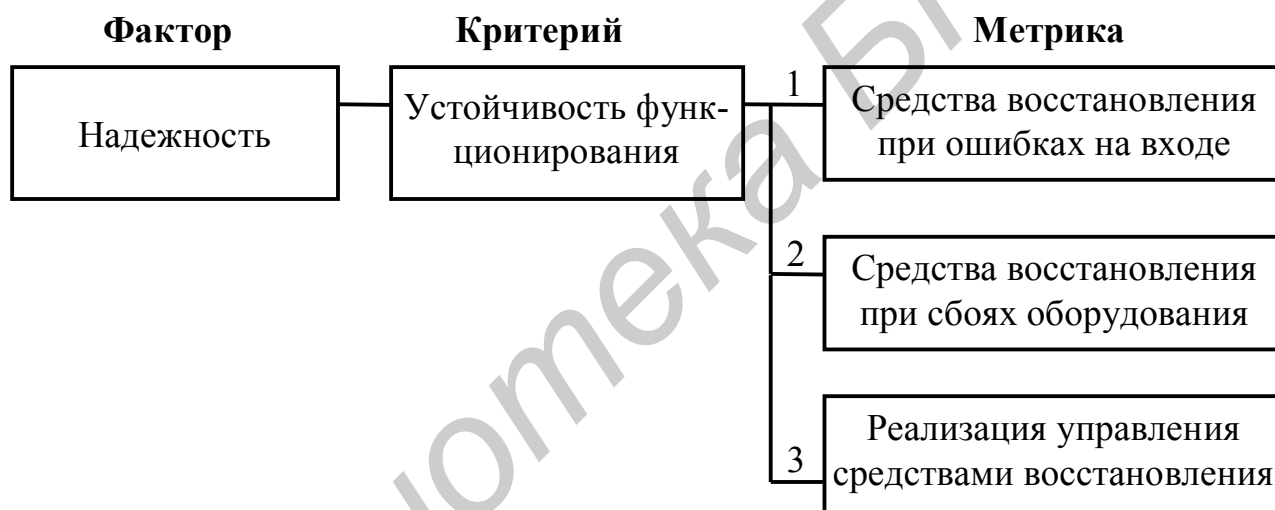 Фактор Критерий Метрика
Надежность
Устойчивость функ-
ционирования
1
Средства восстановления
при ошибках на входе
2
Средства восстановления
при сбоях оборудования
3
Реализация управления
средствами восстановления